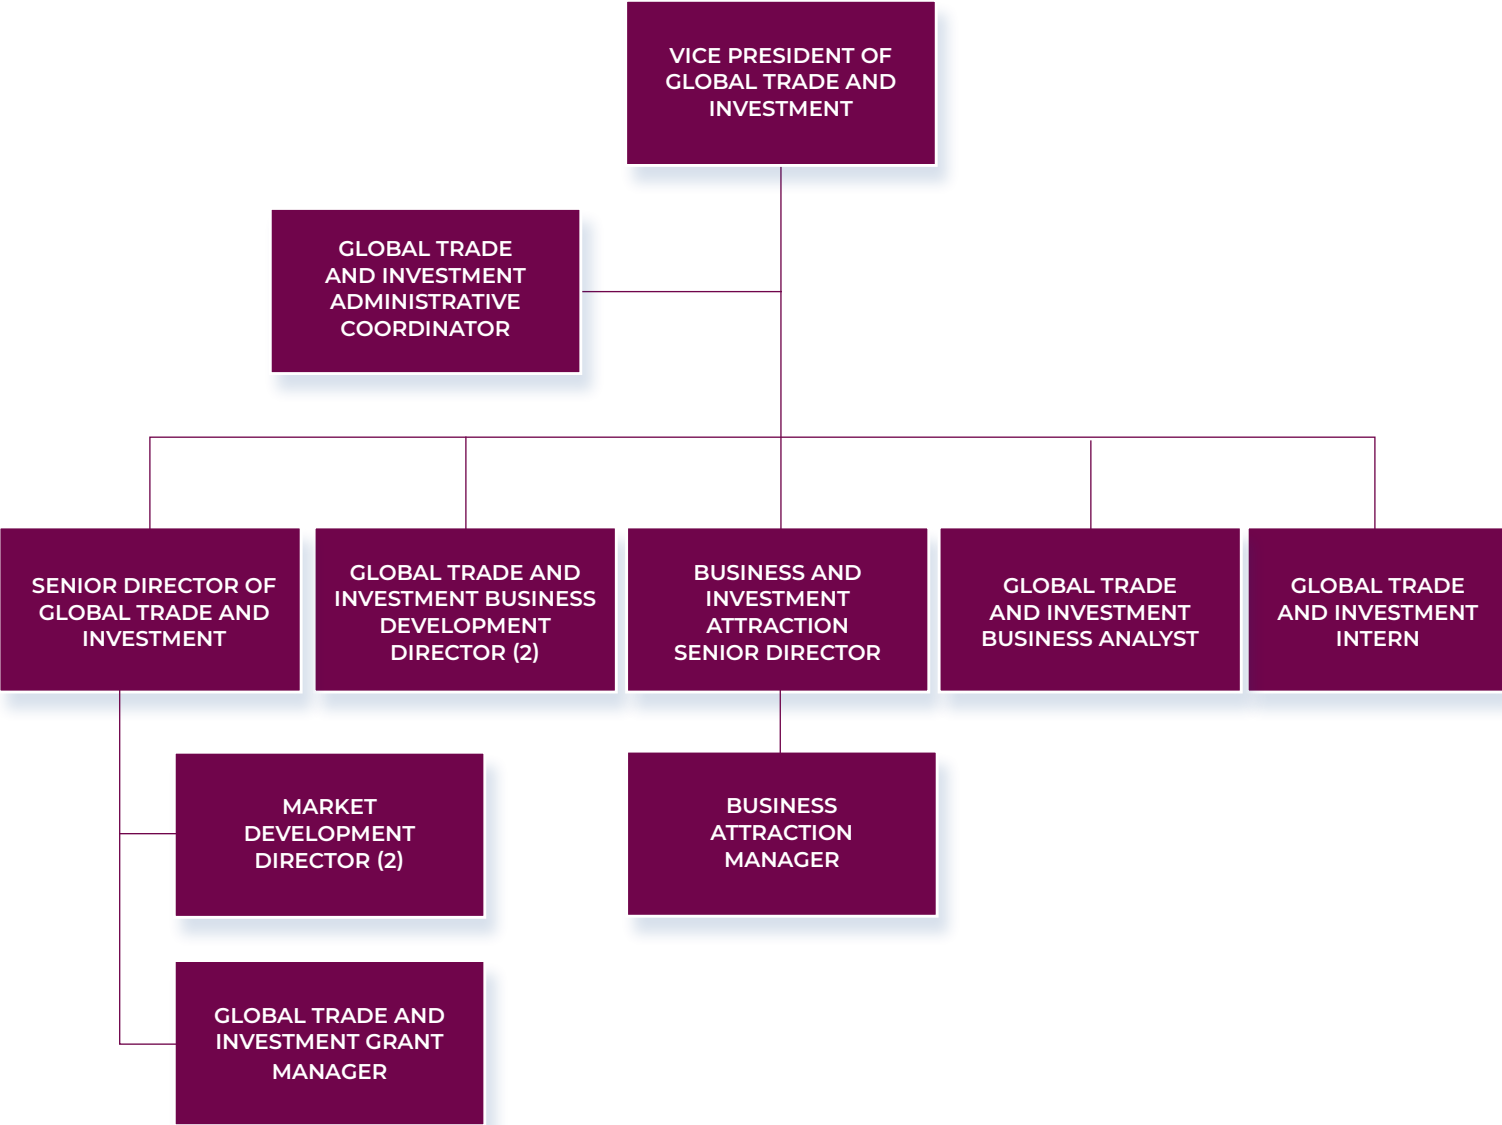 VICE PRESIDENT OF
GLOBAL TRADE AND
INVESTMENT
GLOBAL TRADE
AND INVESTMENT
ADMINISTRATIVE
COORDINATOR
SENIOR DIRECTOR OF
GLOBAL TRADE AND
INVESTMENT
GLOBAL TRADE AND
INVESTMENT BUSINESS
DEVELOPMENT
DIRECTOR (2)
BUSINESS AND
INVESTMENT
ATTRACTION
SENIOR DIRECTOR
GLOBAL TRADE
AND INVESTMENT
BUSINESS ANALYST
GLOBAL TRADE
AND INVESTMENT
INTERN
MARKET
DEVELOPMENT
DIRECTOR (2)
BUSINESS
ATTRACTION
MANAGER
GLOBAL TRADE AND
INVESTMENT GRANT
MANAGER